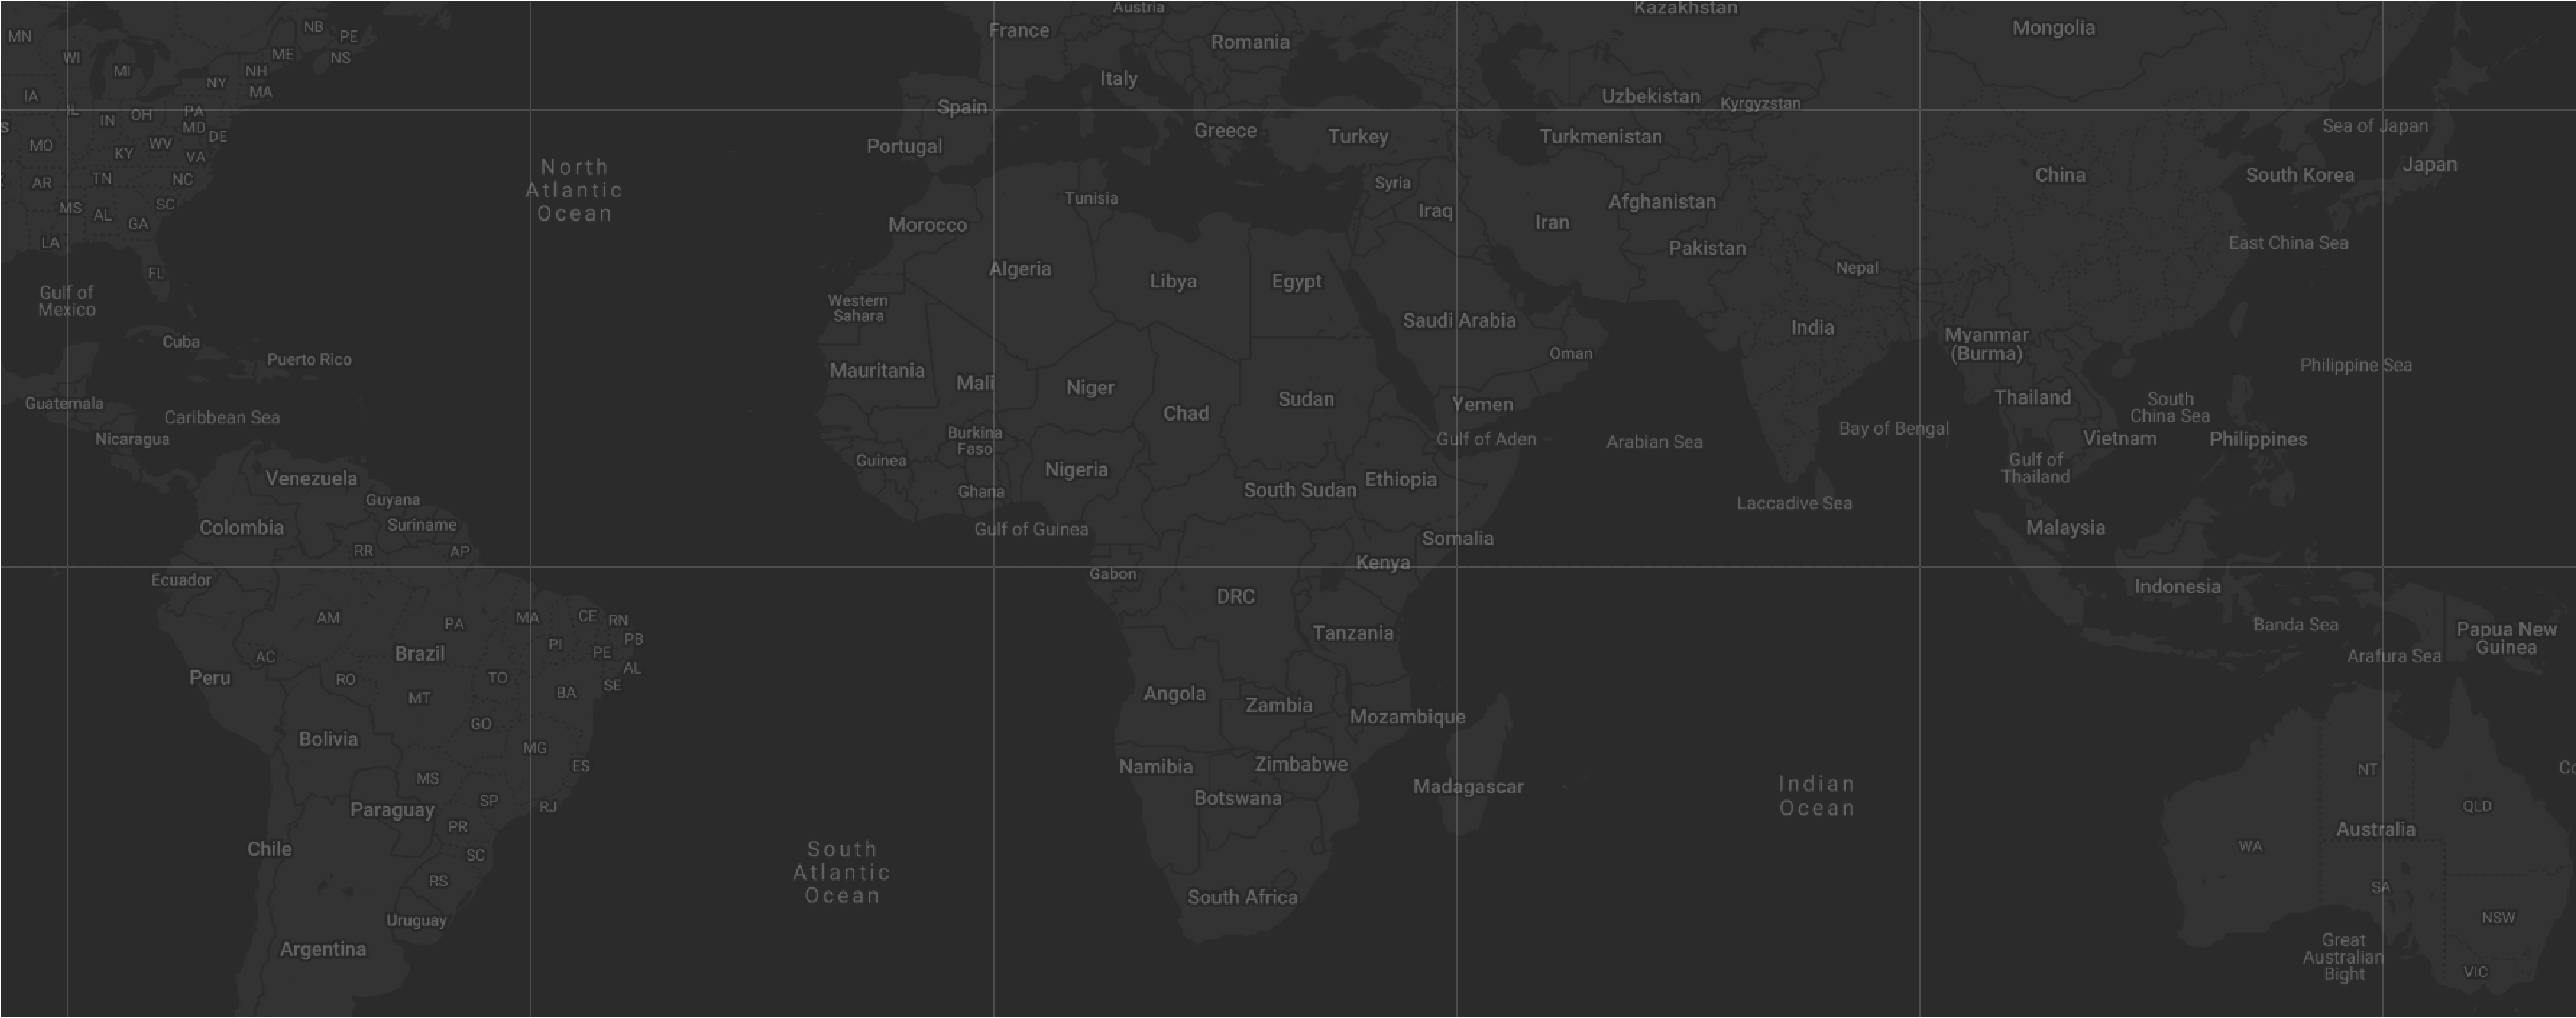 Austria
Kazakhstan
NB
MN
France
PE
Mongolia
ME
NS
Romania
WI
MI
NH
NY
MA
Italy
IA
IL
IN
OH
PA
MD
DE
Spain
Uzbekistan
Kyrgyzstan
S
MO
KY
WV
VA
Portugal
Greece
Turkey
Turkmenistan
Sea of Japan
Japan
North
Atlantic
Ocean
AR
TN
NC
Syria
China
South Korea
MS
AL
SC
GA
Tunisia
Morocco
Iraq
Iran
Afghanistan
Pakistan
LA
East China Sea
FL
Algeria
Libya
Egypt
Nepal
Gulf of
Mexico
Western
Sahara
Saudi Arabia
India
Cuba
Puerto Rico
Oman
Myanmar
(Burma)
Philippine Sea
Mauritania
Mali
Niger
Chad
Sudan
Yemen
Thailand
South
China Sea
Guatemala
Caribbean Sea
Nicaragua
Burkina
Faso
Gulf of Aden
Arabian Sea
Bay of Bengal
Vietnam
Philippines
Guinea
Nigeria
Gulf of
Thailand
Venezuela
Ghana
South Sudan
Ethiopia
Guyana
Laccadive Sea
Colombia
Suriname
Gulf of Guinea
Somalia
Malaysia
RR
AP
Kenya
Ecuador
Gabon
DRC
Indonesia
AM
PA
MA
CE
RN
PB
PI
PE
AL
SE
Tanzania
Banda Sea
Papua New
Guinea
Arafura Sea
AC
Brazil
Peru
RO
TO
MT
BA
Angola
Zambia
Mozambique
GO
Bolivia
MG
ES
Namibia
Zimbabwe
Madagascar
Indian
Ocean
NT
Co
MS
SP
RJ
Paraguay
PR
Botswana
QLD
Australia
Chile
SC
South
Atlantic
Ocean
WA
RS
SA
South Africa
Uruguay
NSW
Argentina
Great
Australian
Bight
VIC